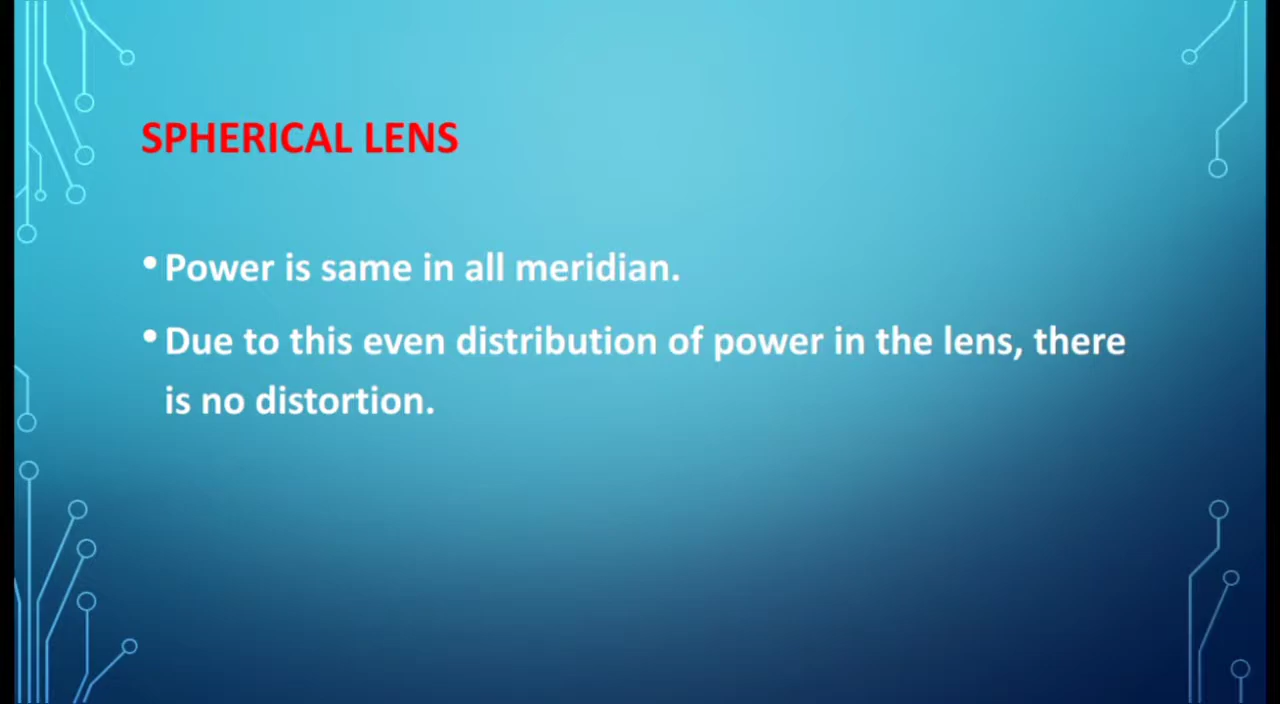 SPHERICAL LENS
•Power is same in all meridian.
•Due to this even distribution of power in the lens, there
is no distortion.